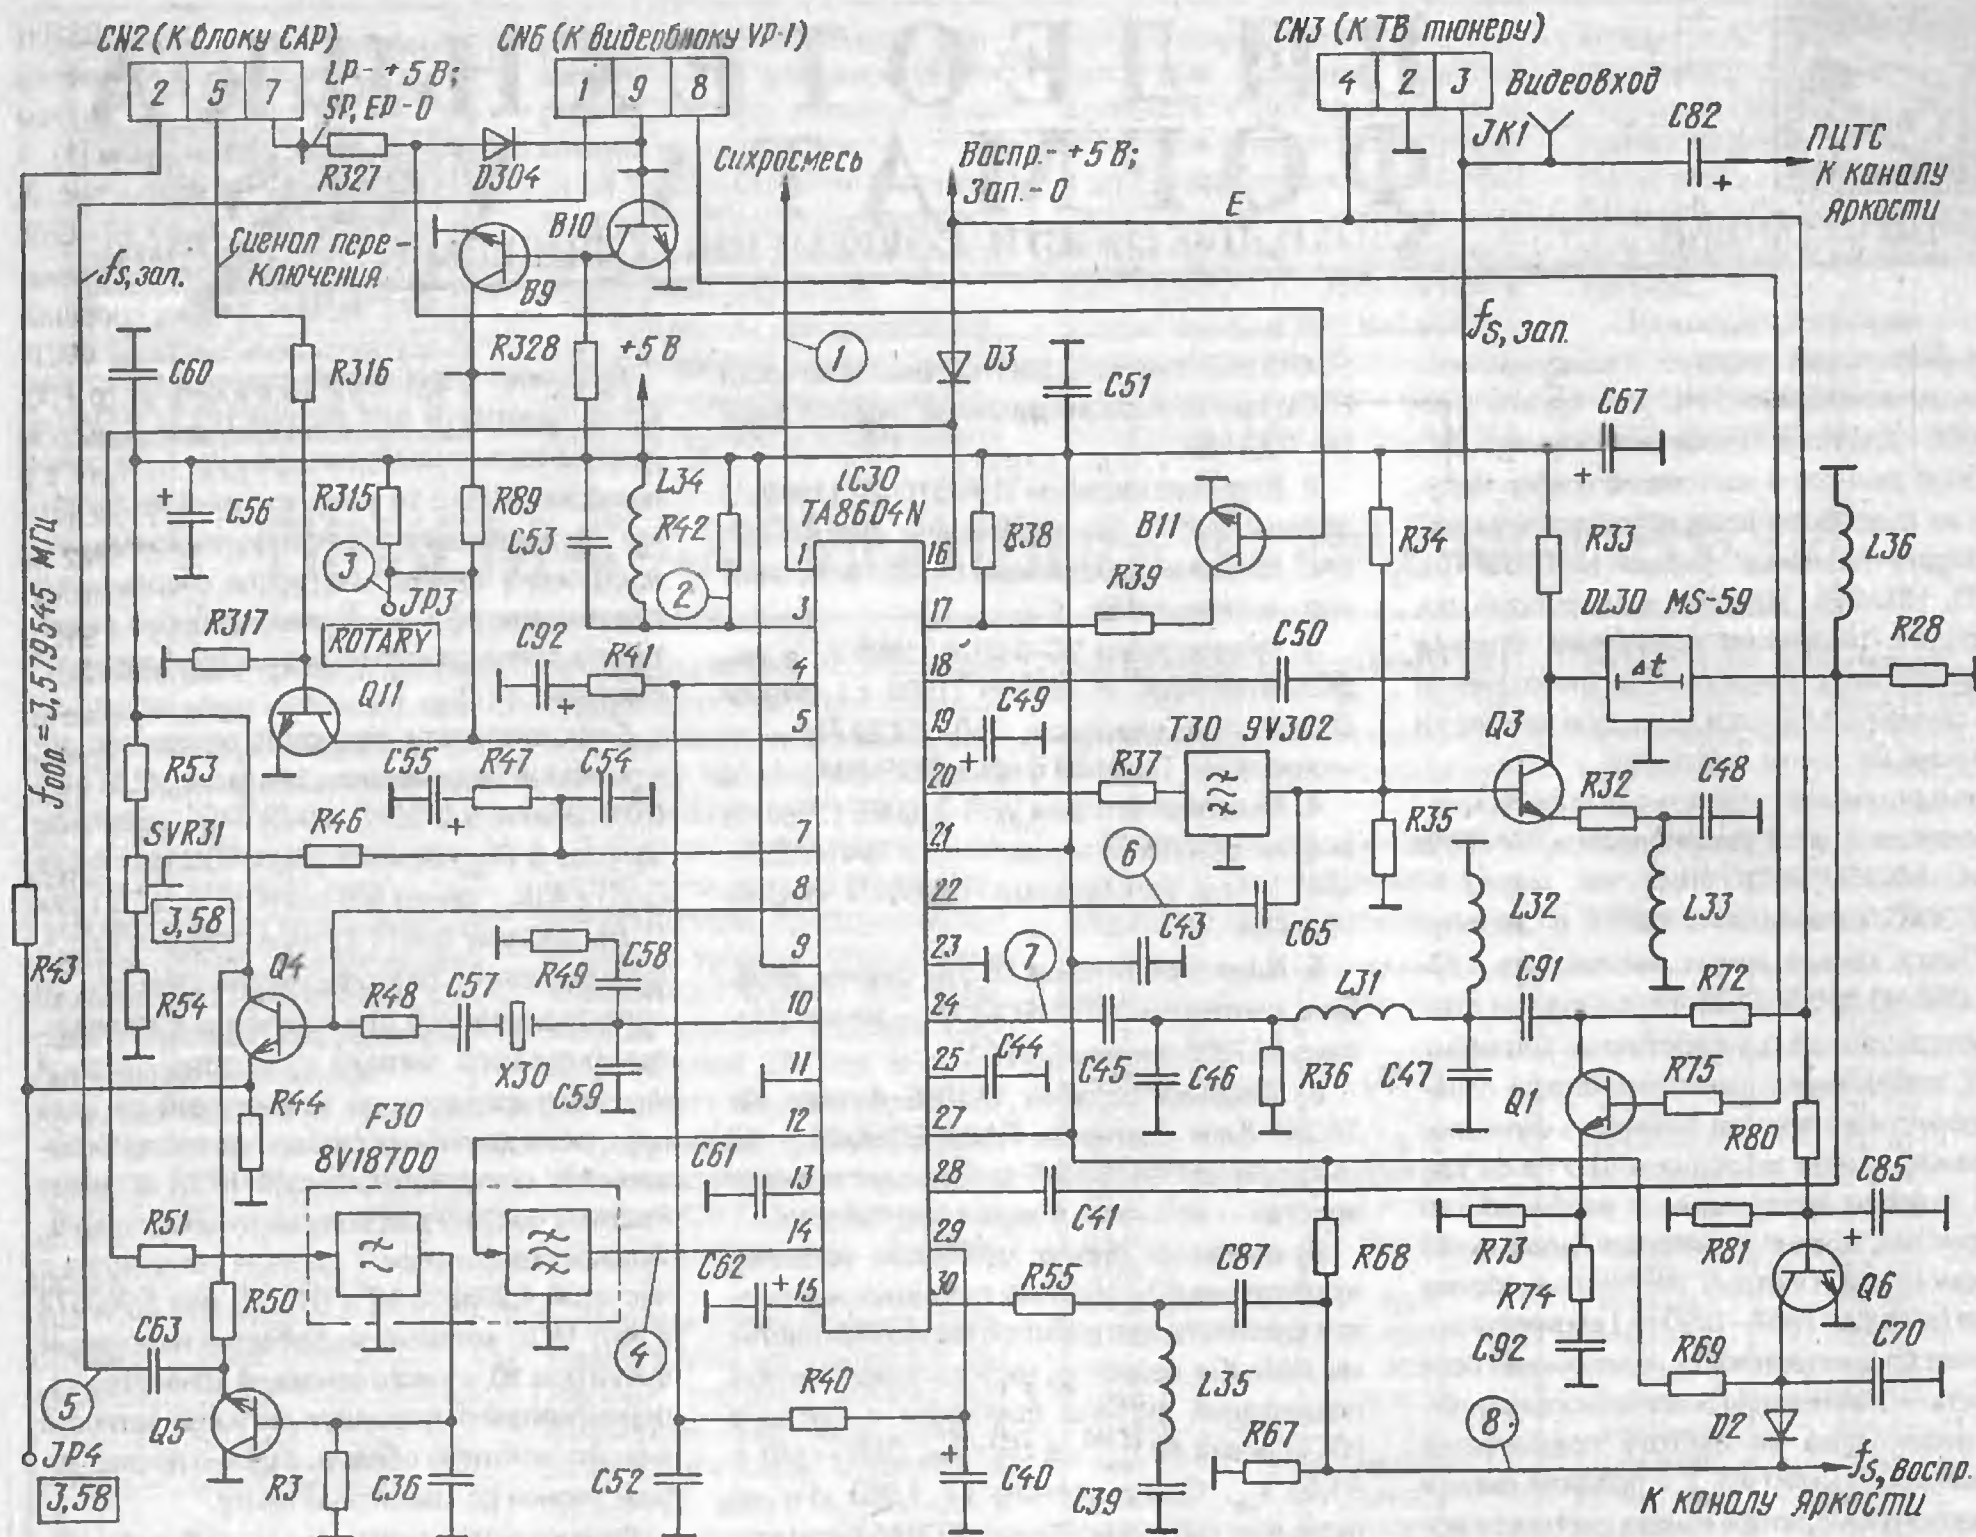 CN2 (К блоку САР)
CN6 (К видеоблоку VP-1)
CN3 (К ТВ тюнеру)
2 5 7
LP- +5 В;
SP, EP-0
1 9 8
4 2 3
Видеовход
JK1
C82
+
ПЦТС
К каналу
яркости
R327
D304
Сихросмесь
Воспр.- +5 В;
Зап.-0
E
B10
B9
fs, зап.
Сигнал пере-
ключения
fs, зап.
C60
R316
R328
+5 В
1
D3
C51
C67
+
R315
R89
L34
R42
IC30
TA8604N
B38
B11
R34
R33
L36
+
C56
C53
3
JP3
ROTARY
2
R39
DL30 MS-59
Δt
R28
fобр = 3,579545 МГц
R317
C92
+
R41
Q11
C50
C49
+
T30 9V302
Q3
R53
C55
+
R47
C54
R37
R35
R32
C48
SVR31
R46
3,58
6
C43
C65
L32
L33
R43
R54
Q4
R48
C57
R49
C58
X30
C59
7
L31
C91
R72
C45
C46
C44
R36
C47
Q1
R75
R80
R44
F30
8V18700
C61
C41
R73
R81
C85
+
R51
R50
C63
C62
+
R55
C87
R68
R74
Q6
4
5
R40
L35
C92
R69
C70
Q5
JP4
3,58
R3
C36
C52
+
C40
C39
R67
8
D2
fs, воспр.
К каналу яркости
1
3
4
5
7
8
9
10
11
12
13
14
15
16
17
18
19
20
21
22
23
24
25
27
28
29
30